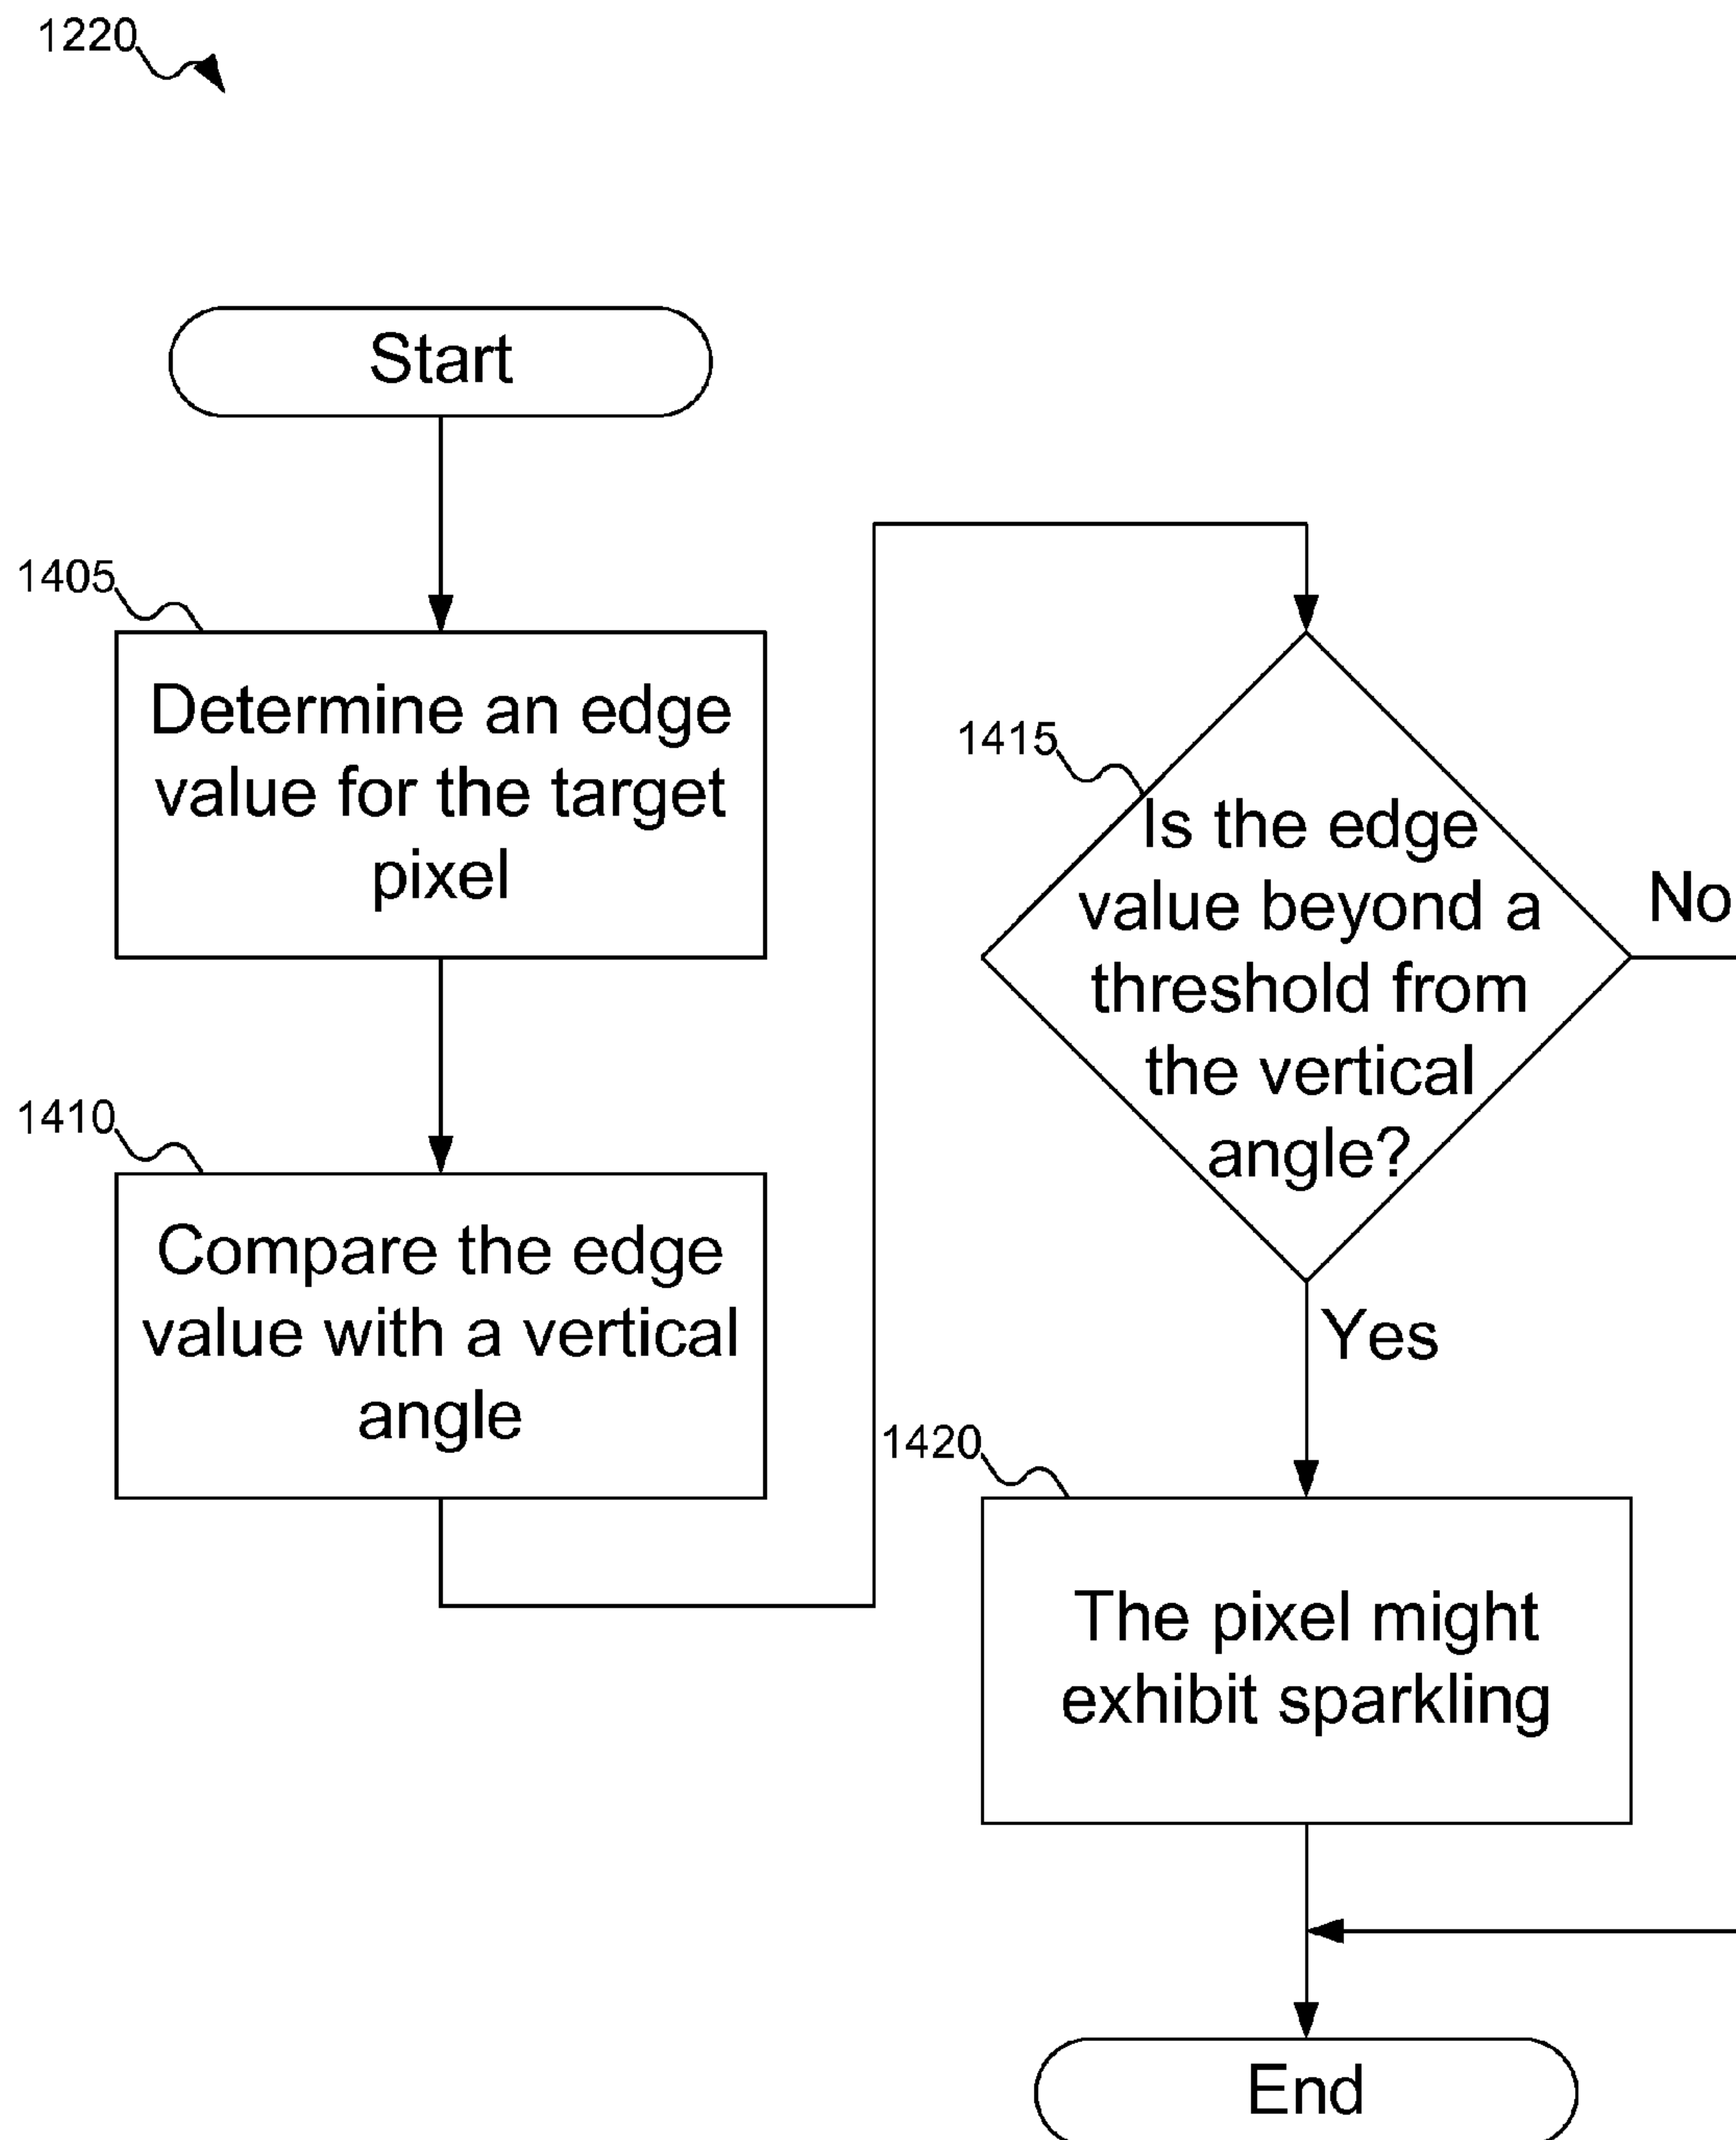 1220
Start
1405
Determine an edge
value for the target
pixel
1410
Compare the edge
value with a vertical
angle
1415
Is the edge
value beyond a
threshold from
the vertical
angle?
No
Yes
1420
The pixel might
exhibit sparkling
End